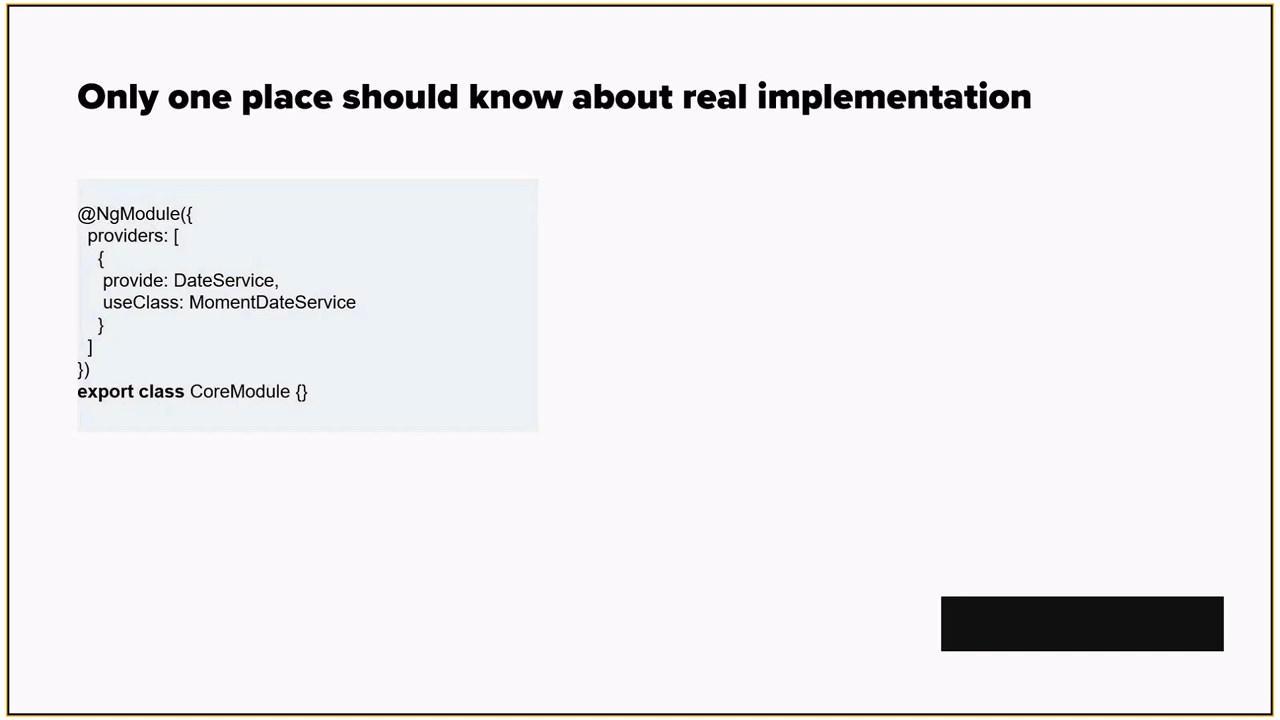 Only one place should know about real implementation
@NgModule({
  providers: [
    {
     provide: DateService,
     useClass: MomentDateService
    }
  ]
})
export class CoreModule {}